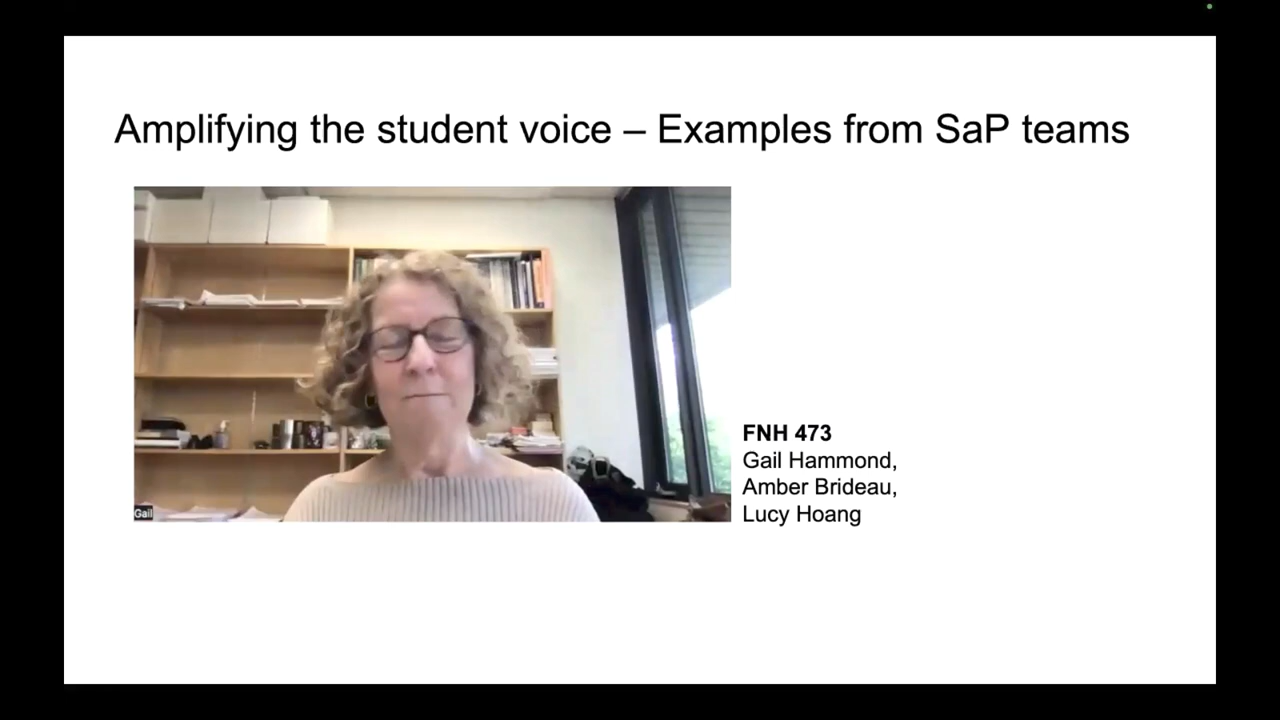 Amplifying the student voice – Examples from SaP teams
FNH 473
Gail Hammond,
Amber Brideau,
Lucy Hoang
Gail